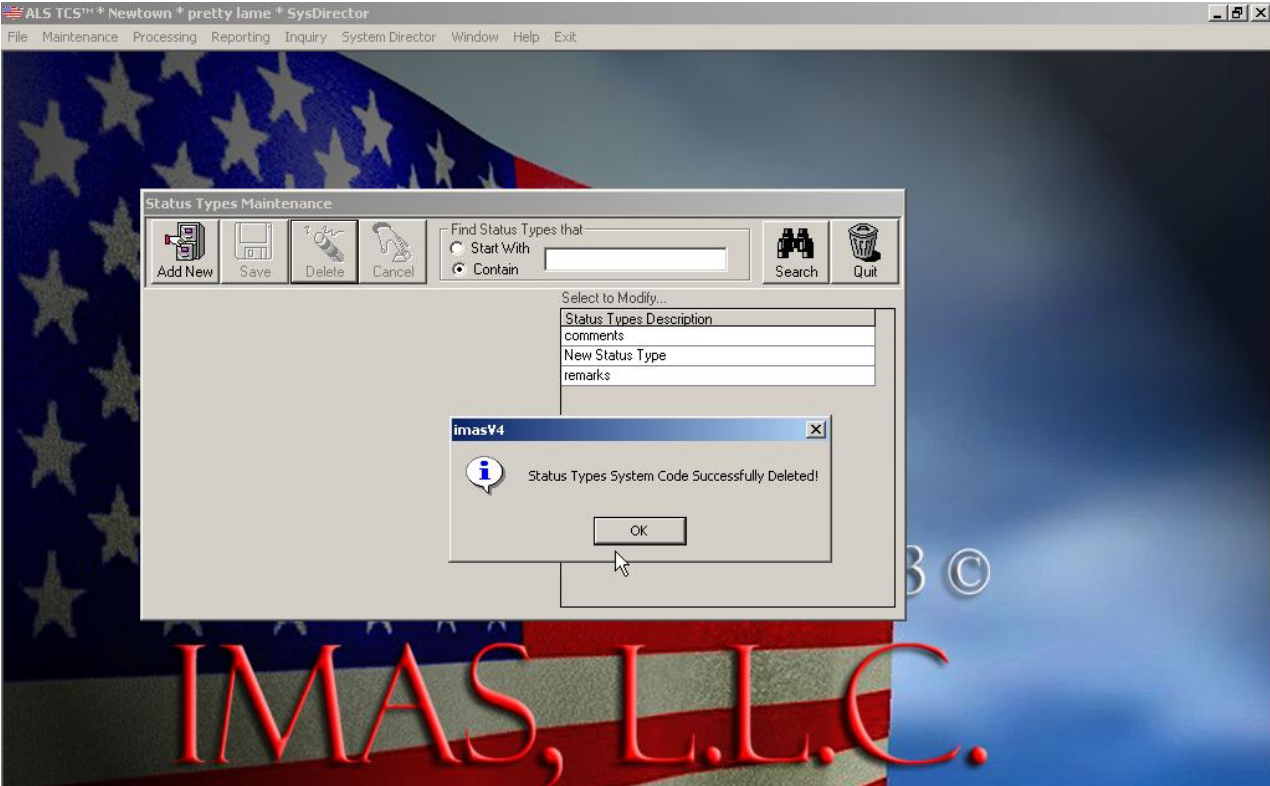 ALS TCS™ * Newtown * pretty lame * SysDirector
File Maintenance Processing Reporting Inquiry System Director Window Help Exit
Status Types Maintenance
Add New Save Delete Cancel
Find Status Types that
Start With
Contain
Search Quit
Select to Modify...
Status Types Description
comments
New Status Type
remarks
imasV4
Status Types System Code Successfully Deleted!
OK
3 ©
IMAS, L.L.C.